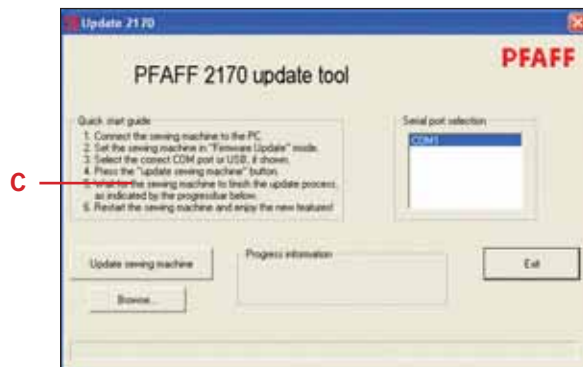 Update 2170
PFAFF
PFAFF 2170 update tool
Quick start guide
1. Connect the sewing machine to the PC.
2. Set the sewing machine in "Firmware Update" mode.
3. Select the correct COM port or USB, if shown.
4. Press the "update sewing machine" button.
5. Wait for the sewing machine to finish the update process,
as indicated by the progressbar below.
6. Restart the sewing machine and enjoy the new features!
Serial port selection
COM1
C
Update sewing machine
Progress information
Exit
Browse...